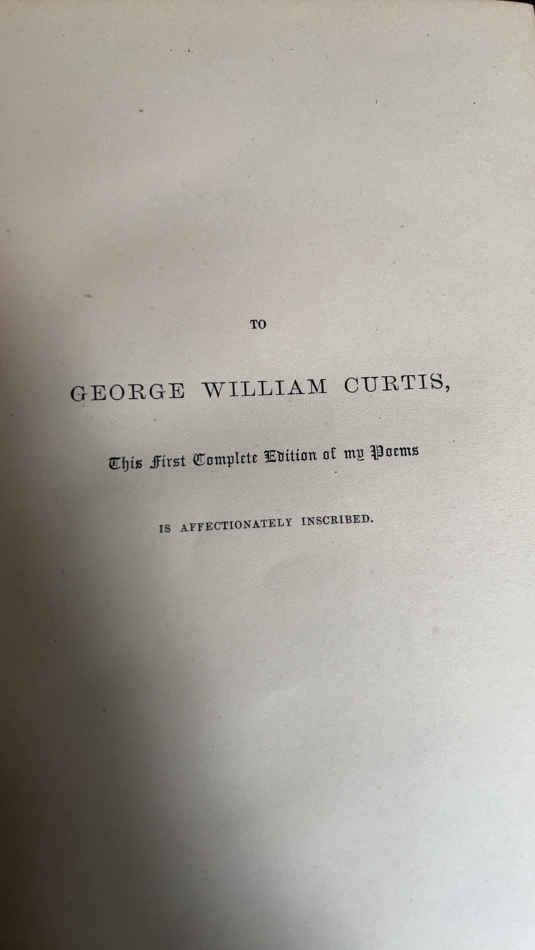 TO
GEORGE WILLIAM CURTIS,
This First Complete Edition of my Poems
IS AFFECTIONATELY INSCRIBED.